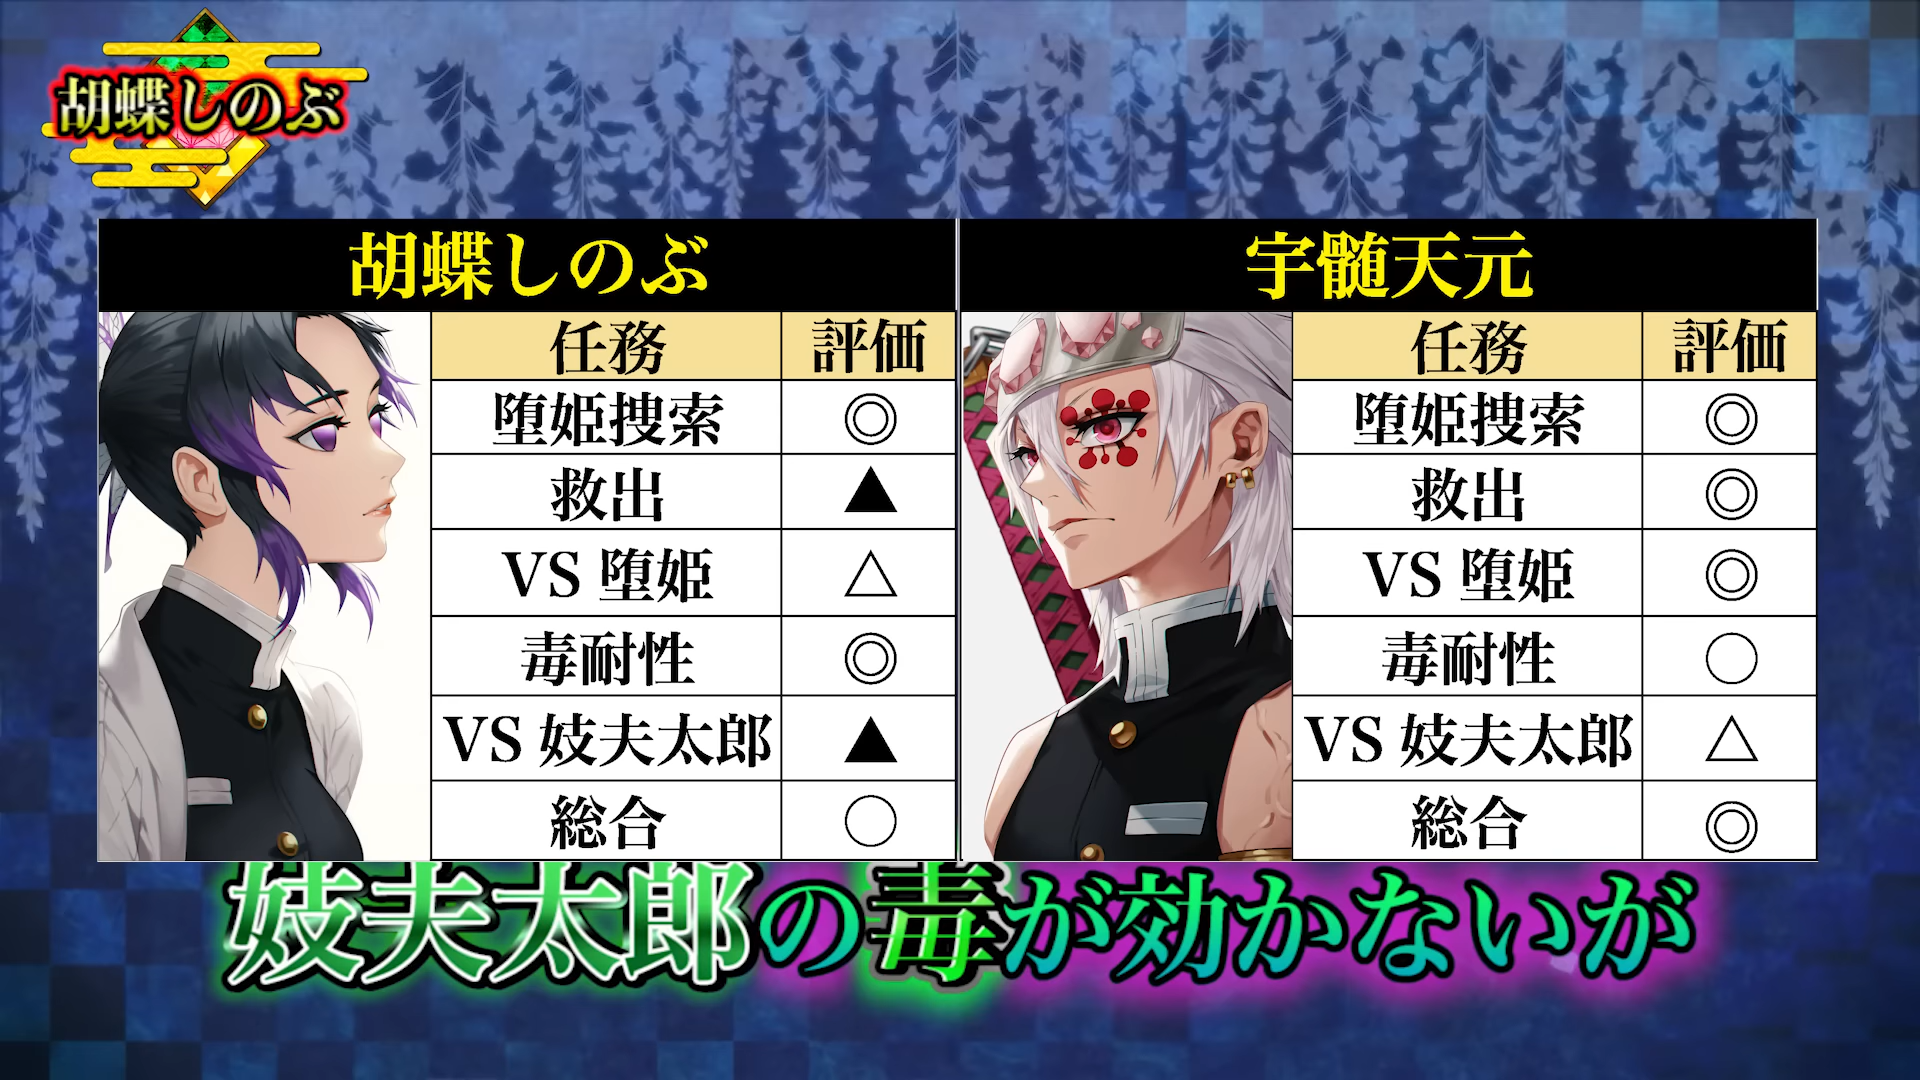 胡蝶しのぶ
胡蝶しのぶ
任務 評価
堕姫捜索 ◎
救出 ▲
VS 堕姫 △
毒耐性 ◎
VS 妓夫太郎 ▲
総合 ○
宇髄天元
任務 評価
堕姫捜索 ◎
救出 ◎
VS 堕姫 ◎
毒耐性 ○
VS 妓夫太郎 △
総合 ◎
妓夫太郎の毒が効かないが